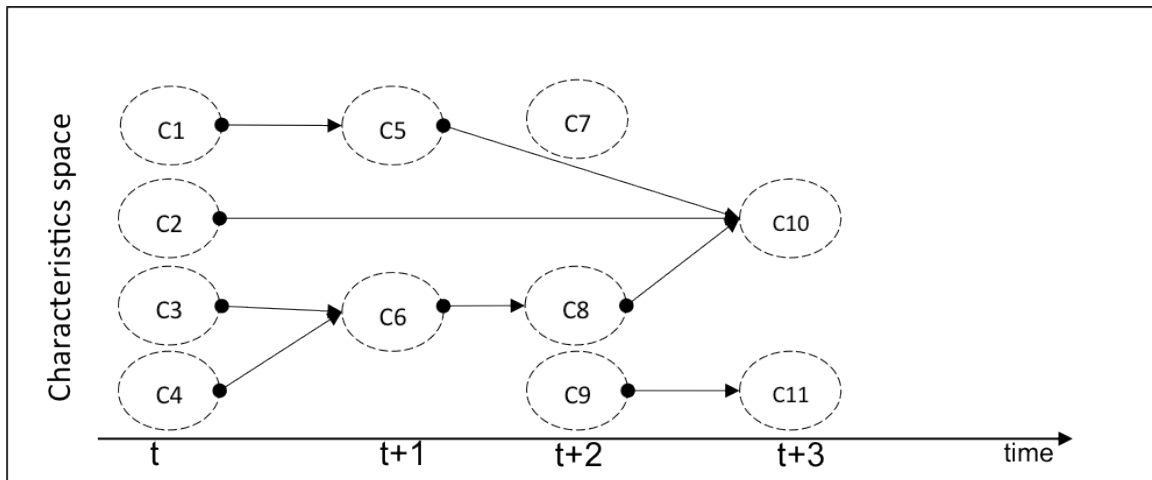 Characteristics space
C1
C5
C7
C2
C10
C3
C6
C8
C4
C9
C11
t
t+1
t+2
t+3
time